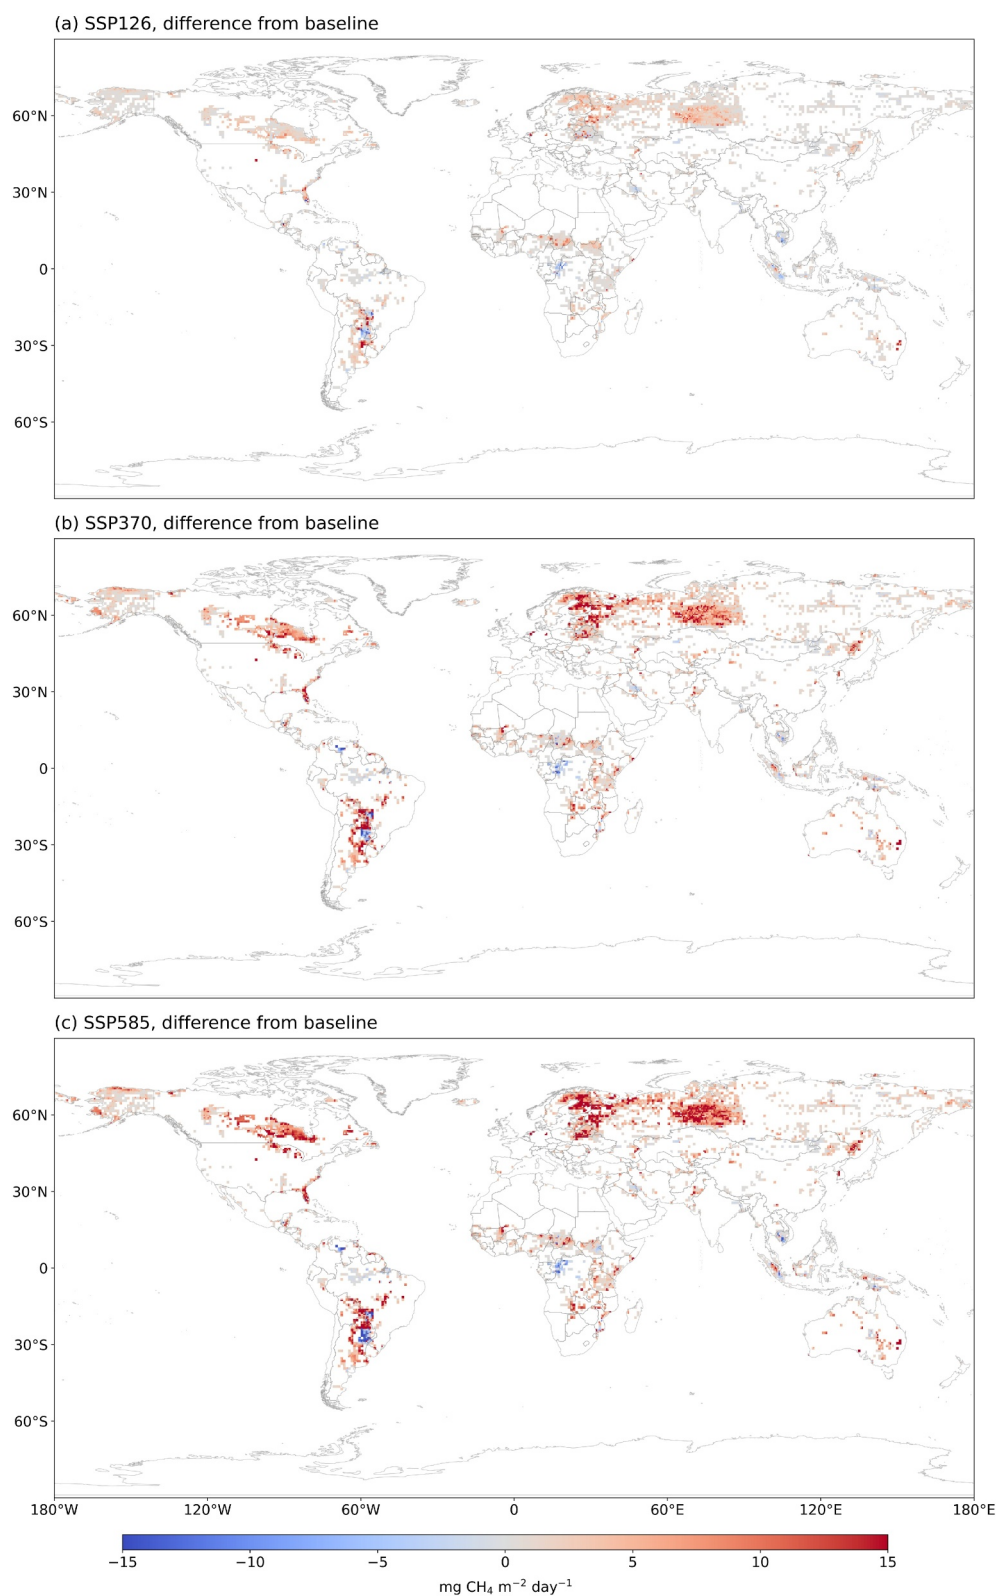 (a) SSP126, difference from baseline
60°N
30°N
0
30°S
60°S
(b) SSP370, difference from baseline
60°N
30°N
0
30°S
60°S
(c) SSP585, difference from baseline
60°N
30°N
0
30°S
60°S
180°W 120°W 60°W 0 60°E 120°E 180°E
−15 −10 −5 0 5 10 15
mg CH₄ m⁻² day⁻¹